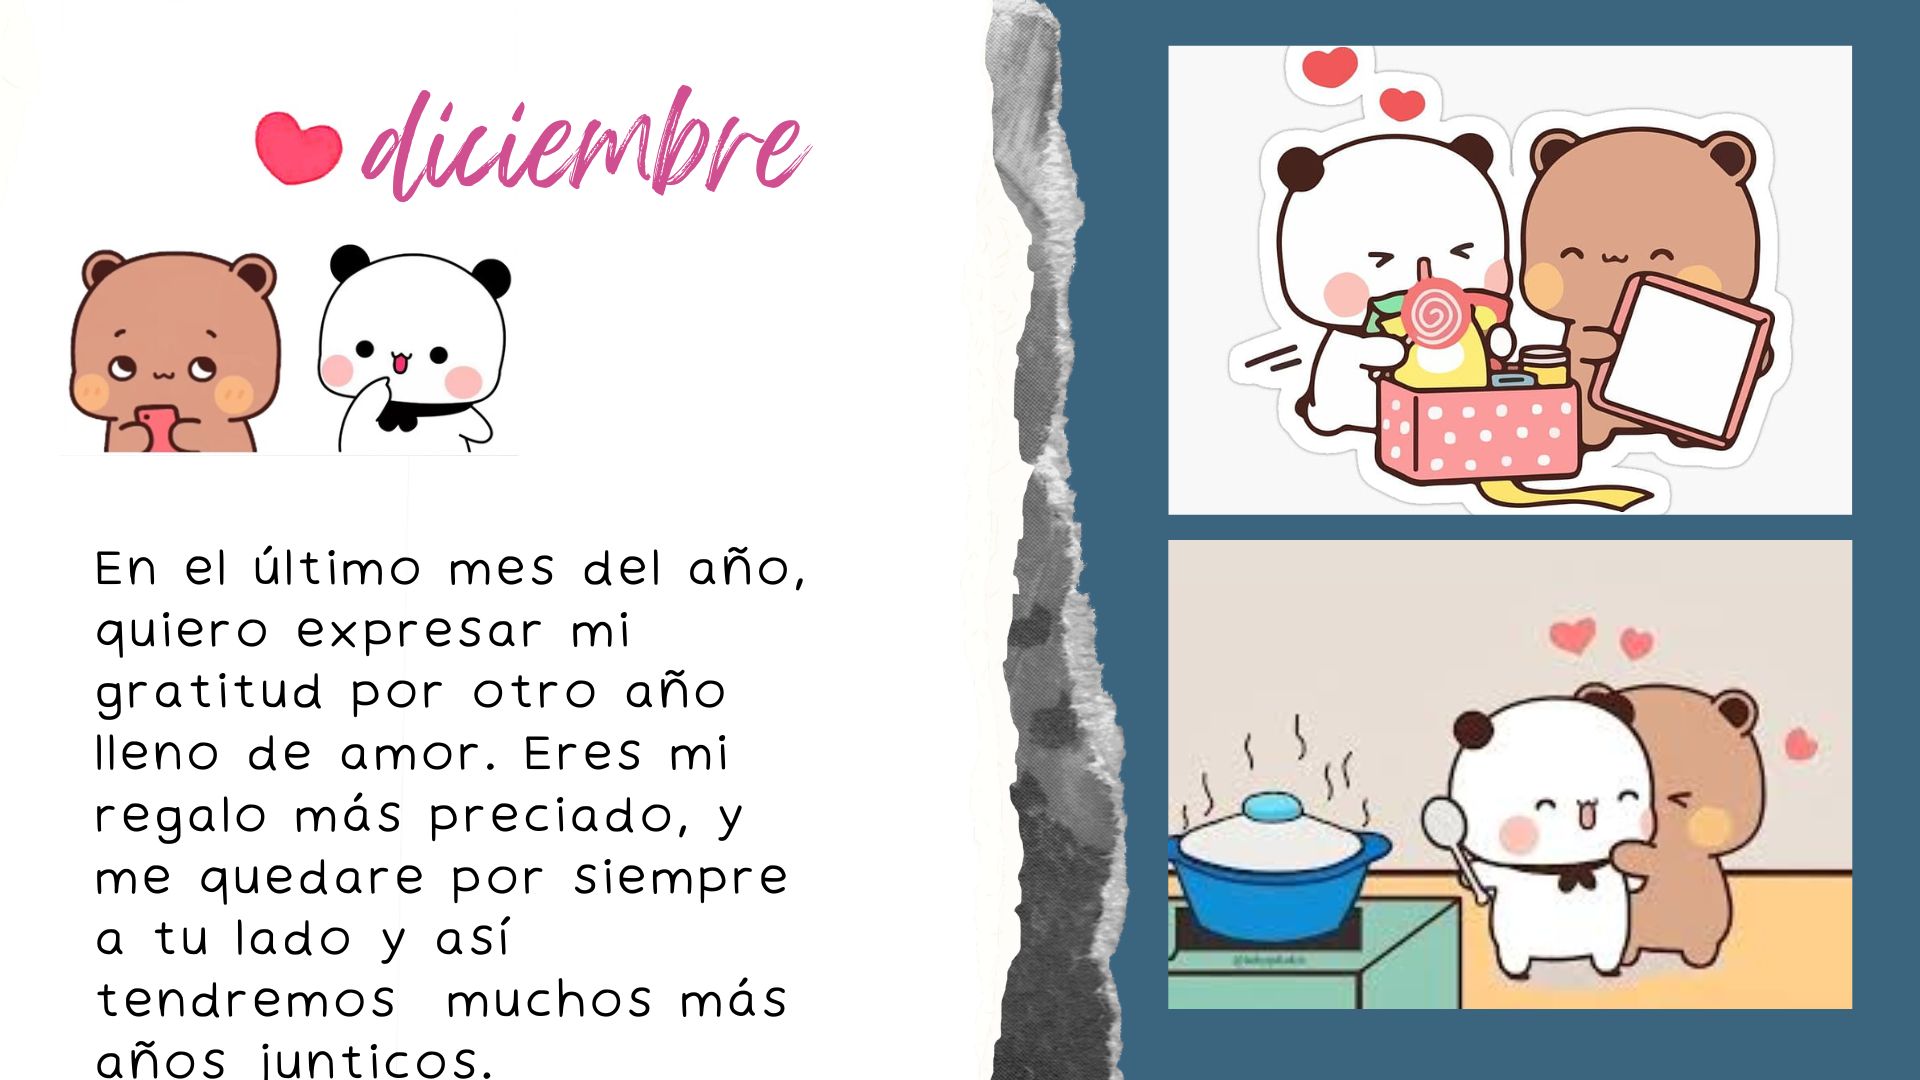 diciembre
En el último mes del año,
quiero expresar mi
gratitud por otro año
lleno de amor. Eres mi
regalo más preciado, y
me quedare por siempre
a tu lado y así
tendremos  muchos más
años junticos.